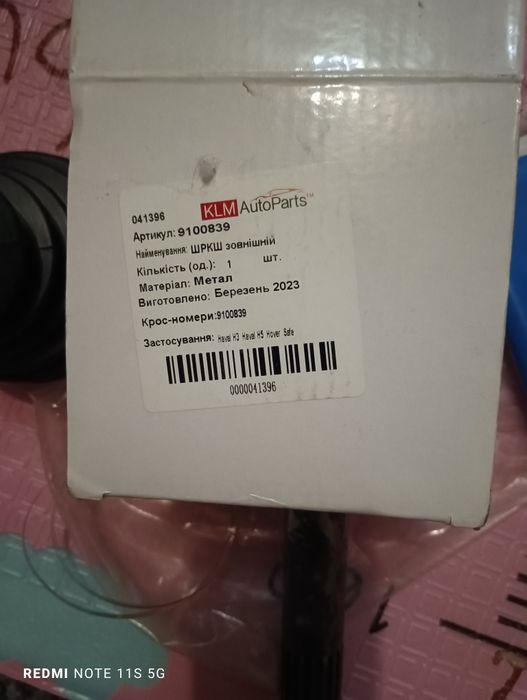 041396
KLM AutoParts™
Артикул: 9100839
Найменування: ШРКШ зовнішній
Кількість (од.): 1 шт.
Матеріал: Метал
Виготовлено: Березень 2023
Крос-номери:9100839
Застосування: Haval H3 Haval H5 Hover Safe
0000041396
REDMI NOTE 11S 5G